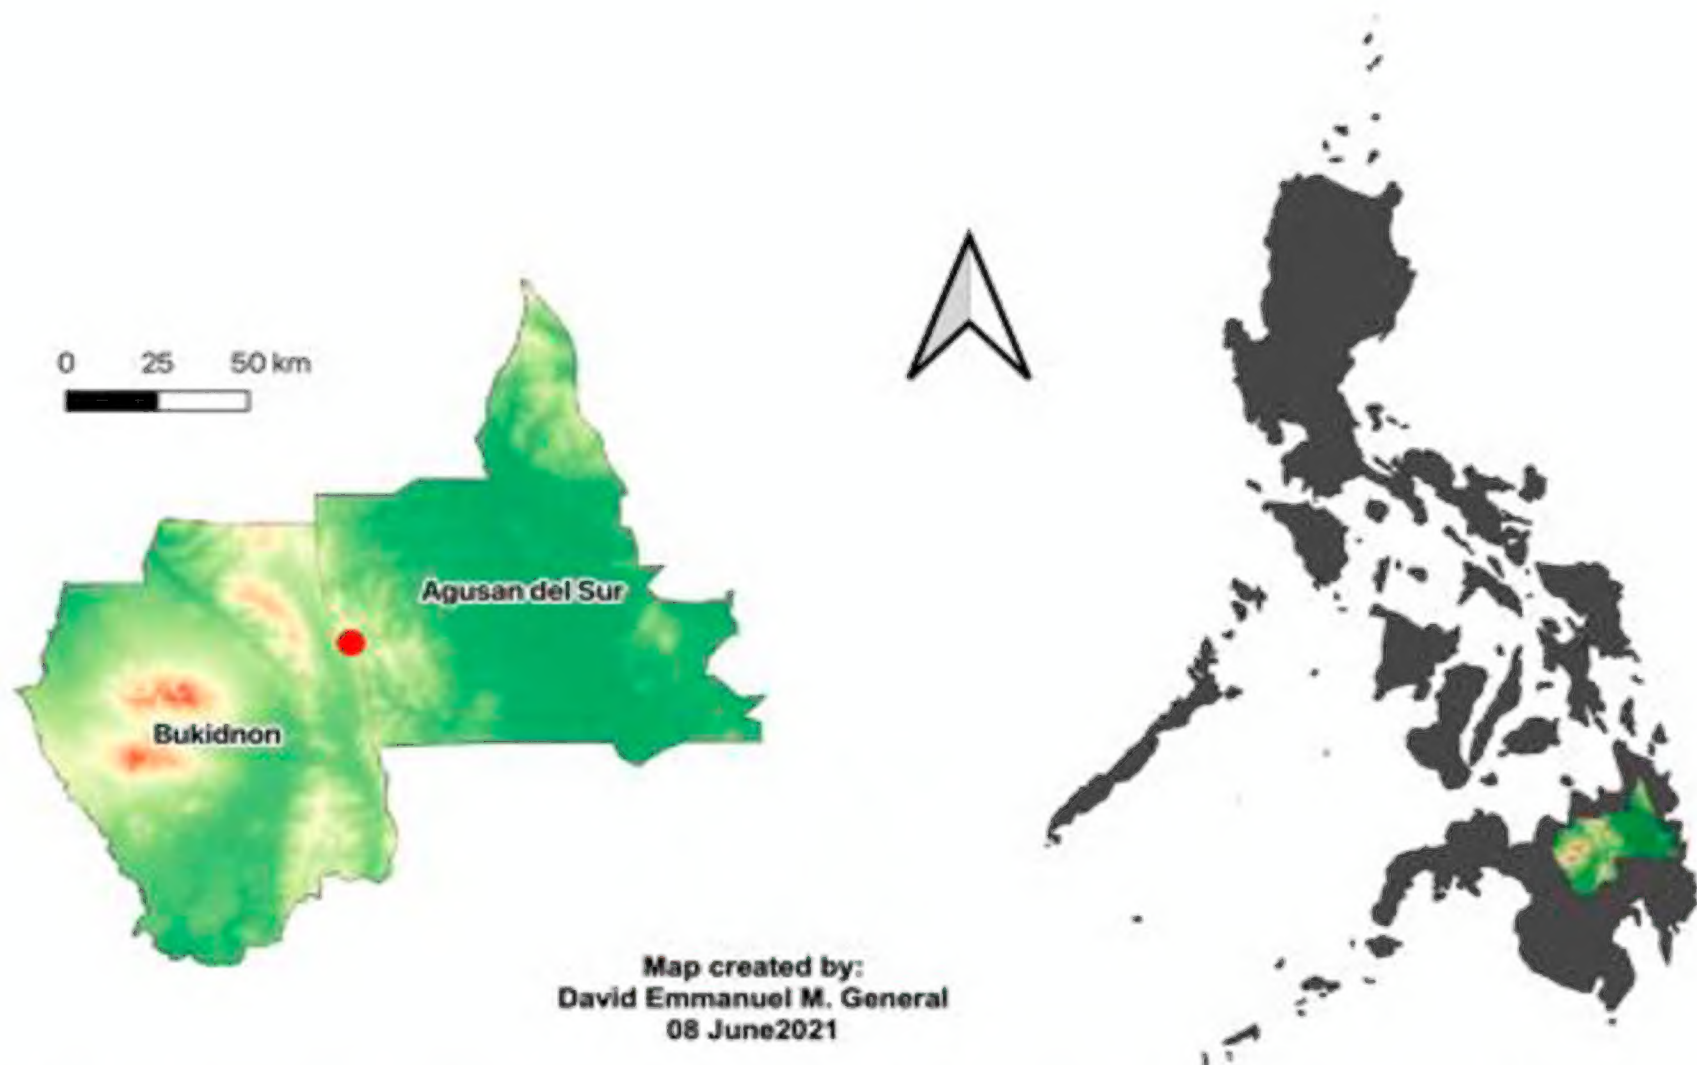 0 25 50 km
Agusan del Sur
Bukidnon
Map created by:
David Emmanuel M. General
08 June2021